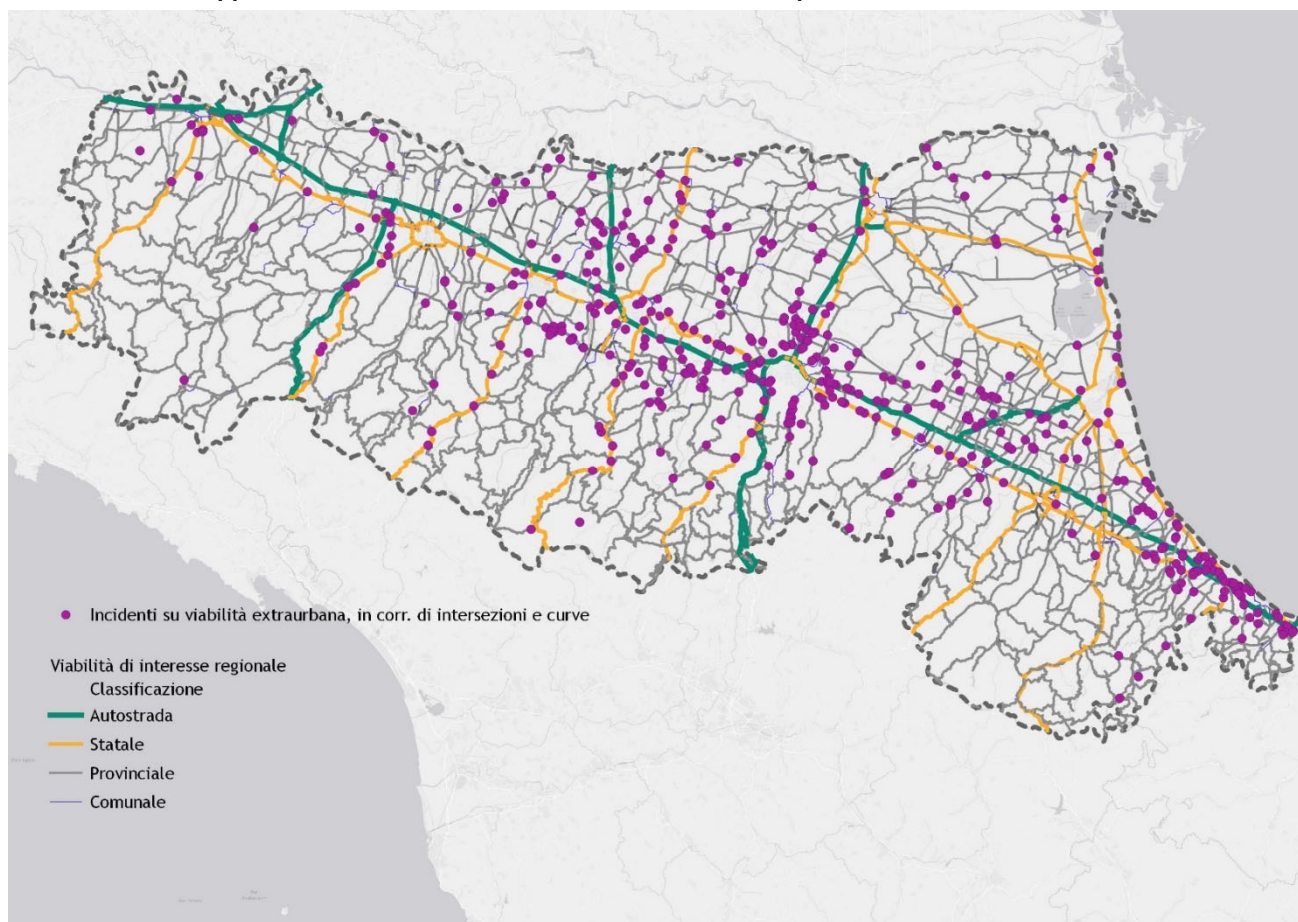 Incidenti su viabilità extraurbana, in corr. di intersezioni e curve
Viabilità di interesse regionale
Classificazione
Autostrada
Statale
Provinciale
Comunale